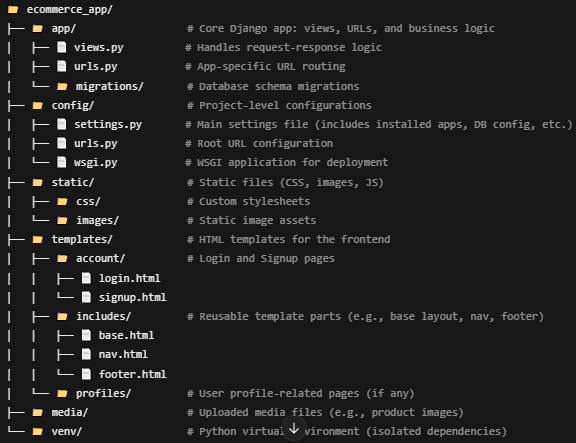 ecommerce_app/
├── app/ # Core Django app: views, URLs, and business logic
│ ├── views.py # Handles request-response logic
│ ├── urls.py # App-specific URL routing
│ └── migrations/ # Database schema migrations
├── config/ # Project-level configurations
│ ├── settings.py # Main settings file (includes installed apps, DB config, etc.)
│ ├── urls.py # Root URL configuration
│ └── wsgi.py # WSGI application for deployment
├── static/ # Static files (CSS, images, JS)
│ ├── css/ # Custom stylesheets
│ └── images/ # Static image assets
├── templates/ # HTML templates for the frontend
│ ├── account/ # Login and Signup pages
│ │ ├── login.html
│ │ └── signup.html
│ ├── includes/ # Reusable template parts (e.g., base layout, nav, footer)
│ │ ├── base.html
│ │ ├── nav.html
│ │ └── footer.html
│ └── profiles/ # User profile-related pages (if any)
├── media/ # Uploaded media files (e.g., product images)
└── venv/ # Python (isolated dependencies)